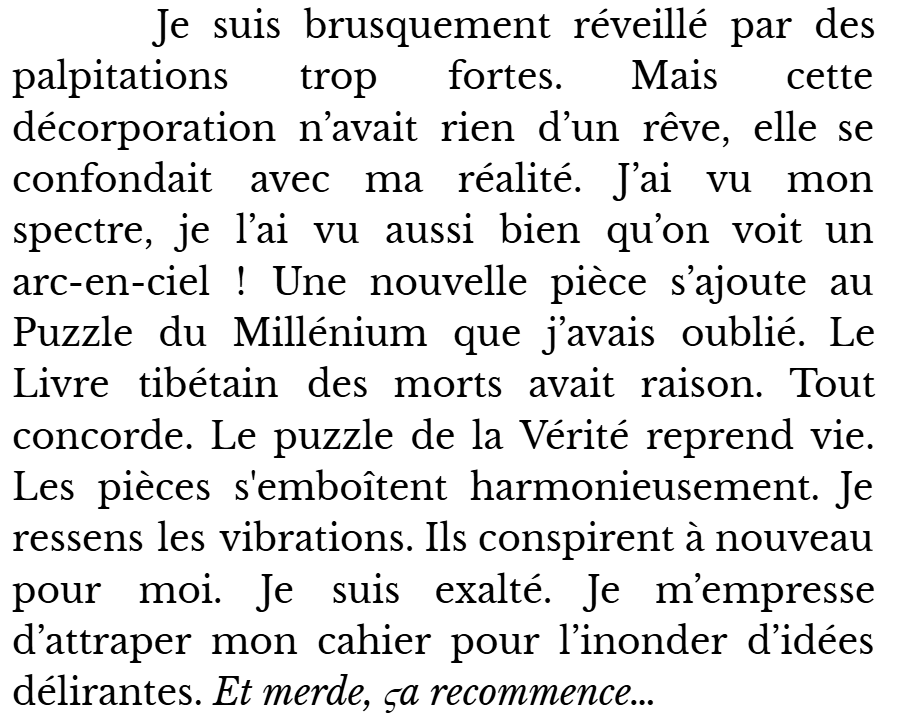 Je suis brusquement réveillé par des
palpitations trop fortes. Mais cette
décorporation n’avait rien d’un rêve, elle se
confondait avec ma réalité. J’ai vu mon
spectre, je l’ai vu aussi bien qu’on voit un
arc-en-ciel ! Une nouvelle pièce s’ajoute au
Puzzle du Millénium que j’avais oublié. Le
Livre tibétain des morts avait raison. Tout
concorde. Le puzzle de la Vérité reprend vie.
Les pièces s'emboîtent harmonieusement. Je
ressens les vibrations. Ils conspirent à nouveau
pour moi. Je suis exalté. Je m’empresse
d’attraper mon cahier pour l’inonder d’idées
délirantes. Et merde, ça recommence...